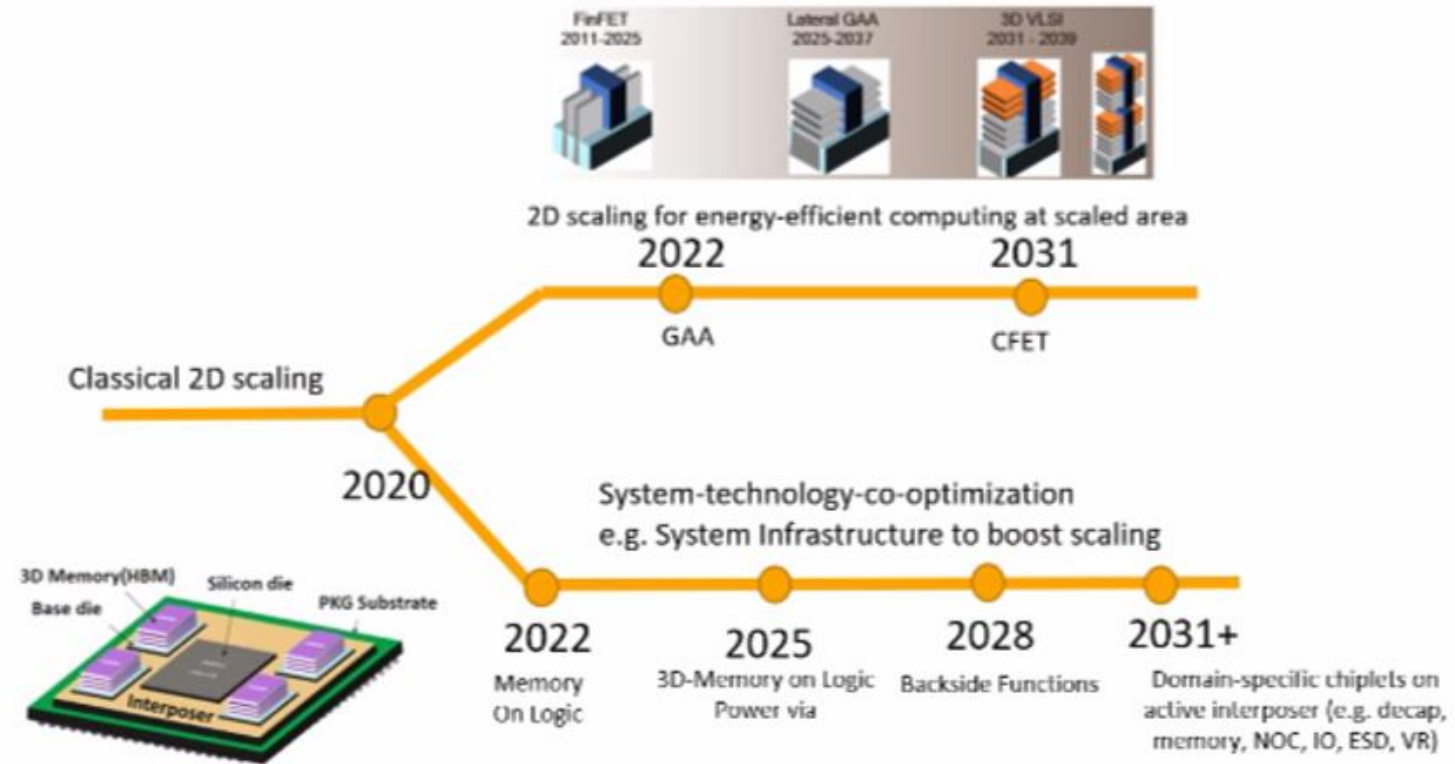 FinFET
2011-2025
Lateral GAA
2025-2037
3D VLSI
2031 - 2039
2D scaling for energy-efficient computing at scaled area
2022
2031
GAA
CFET
Classical 2D scaling
2020
System-technology-co-optimization
e.g. System Infrastructure to boost scaling
3D Memory(HBM)
Silicon die
Base die
PKG Substrate
Interposer
2022
2025
2028
2031+
Memory
On Logic
3D-Memory on Logic
Power via
Backside Functions
Domain-specific chiplets on
active interposer (e.g. decap,
memory, NOC, IO, ESD, VR)